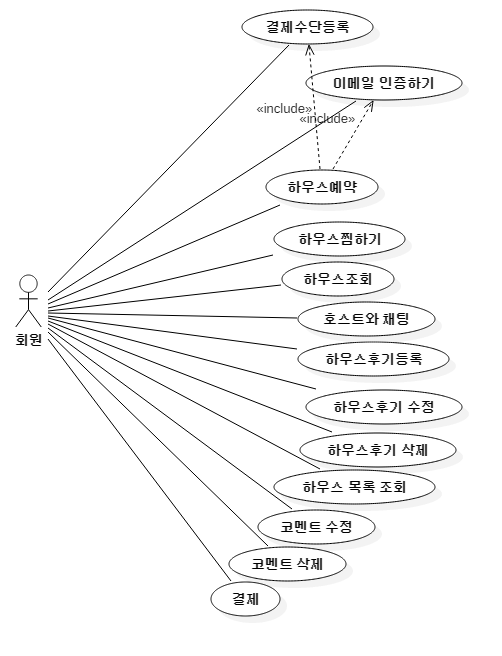 결제수단등록
이메일 인증하기
«include»
«include»
하우스예약
하우스찜하기
하우스조회
호스트와 채팅
회원
하우스후기등록
하우스후기 수정
하우스후기 삭제
하우스 목록 조회
코멘트 수정
코멘트 삭제
결제